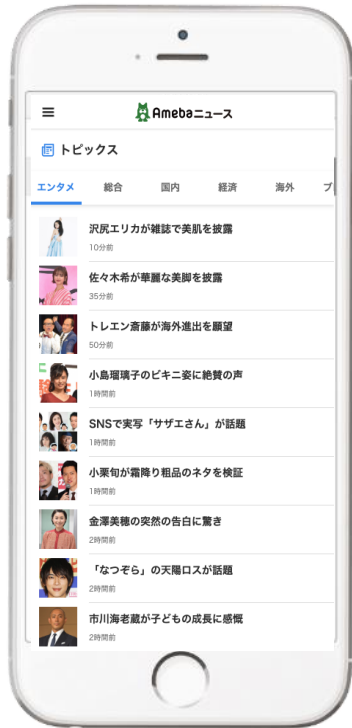 Amebaニュース
トピックス
エンタメ 総合 国内 経済 海外 ブ
沢尻エリカが雑誌で美肌を披露
10分前
佐々木希が華麗な美脚を披露
35分前
トレエン斎藤が海外進出を願望
50分前
小島瑠璃子のビキニ姿に絶賛の声
1時間前
SNSで実写「サザエさん」が話題
1時間前
小栗旬が霜降り粗品のネタを検証
1時間前
金澤美穂の突然の告白に驚き
2時間前
「なつぞら」の天陽ロスが話題
2時間前
市川海老蔵が子どもの成長に感慨
2時間前